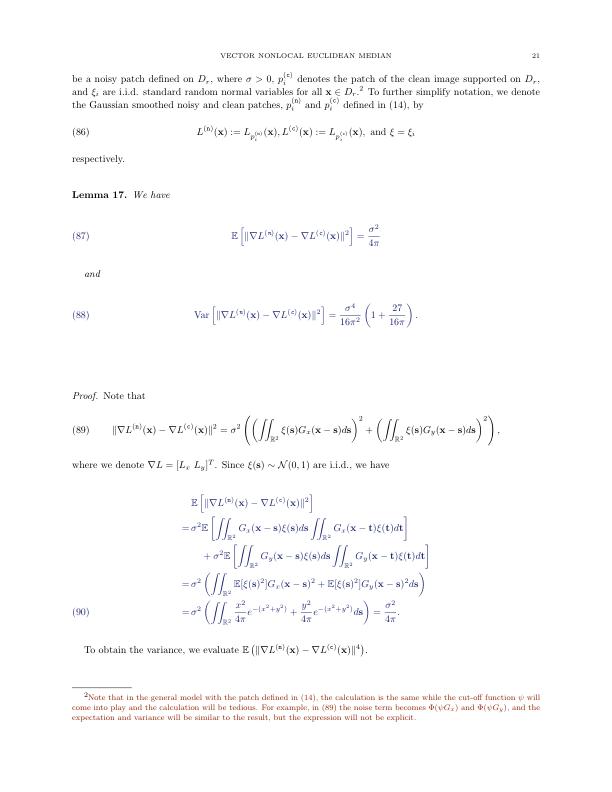 VECTOR NONLOCAL EUCLIDEAN MEDIAN 21
be a noisy patch defined on $D_r$, where $\sigma > 0$, $p_i^{(c)}$ denotes the patch of the clean image supported on $D_r$,
and $\xi_i$ are i.i.d. standard random normal variables for all $\mathbf{x} \in D_r$.$^2$ To further simplify notation, we denote
the Gaussian smoothed noisy and clean patches, $p_i^{(n)}$ and $p_i^{(c)}$ defined in (14), by
(86) $L^{(n)}(\mathbf{x}) := L_{p_i^{(n)}}(\mathbf{x}), L^{(c)}(\mathbf{x}) := L_{p_i^{(c)}}(\mathbf{x}),$ and $\xi = \xi_i$
respectively.
Lemma 17. We have
(87) $\mathbb{E}\left[\|\nabla L^{(n)}(\mathbf{x}) - \nabla L^{(c)}(\mathbf{x})\|^2\right] = \frac{\sigma^2}{4\pi}$
and
(88) $\mathrm{Var}\left[\|\nabla L^{(n)}(\mathbf{x}) - \nabla L^{(c)}(\mathbf{x})\|^2\right] = \frac{\sigma^4}{16\pi^2}\left(1 + \frac{27}{16\pi}\right).$
Proof. Note that
(89) $\|\nabla L^{(n)}(\mathbf{x}) - \nabla L^{(c)}(\mathbf{x})\|^2 = \sigma^2\left(\left(\iint_{\mathbb{R}^2} \xi(\mathbf{s})G_x(\mathbf{x}-\mathbf{s})d\mathbf{s}\right)^2 + \left(\iint_{\mathbb{R}^2} \xi(\mathbf{s})G_y(\mathbf{x}-\mathbf{s})d\mathbf{s}\right)^2\right),$
where we denote $\nabla L = [L_x\ L_y]^T$. Since $\xi(\mathbf{s}) \sim \mathcal{N}(0, 1)$ are i.i.d., we have
$\mathbb{E}\left[\|\nabla L^{(n)}(\mathbf{x}) - \nabla L^{(c)}(\mathbf{x})\|^2\right]$
$= \sigma^2\mathbb{E}\left[\iint_{\mathbb{R}^2} G_x(\mathbf{x}-\mathbf{s})\xi(\mathbf{s})d\mathbf{s}\iint_{\mathbb{R}^2} G_x(\mathbf{x}-\mathbf{t})\xi(\mathbf{t})d\mathbf{t}\right]$
$+ \sigma^2\mathbb{E}\left[\iint_{\mathbb{R}^2} G_y(\mathbf{x}-\mathbf{s})\xi(\mathbf{s})d\mathbf{s}\iint_{\mathbb{R}^2} G_y(\mathbf{x}-\mathbf{t})\xi(\mathbf{t})d\mathbf{t}\right]$
$= \sigma^2\left(\iint_{\mathbb{R}^2} \mathbb{E}[\xi(\mathbf{s})^2]G_x(\mathbf{x}-\mathbf{s})^2 + \mathbb{E}[\xi(\mathbf{s})^2]G_y(\mathbf{x}-\mathbf{s})^2d\mathbf{s}\right)$
(90) $= \sigma^2\left(\iint_{\mathbb{R}^2} \frac{x^2}{4\pi}e^{-(x^2+y^2)} + \frac{y^2}{4\pi}e^{-(x^2+y^2)}d\mathbf{s}\right) = \frac{\sigma^2}{4\pi}.$
To obtain the variance, we evaluate $\mathbb{E}\left(\|\nabla L^{(n)}(\mathbf{x}) - \nabla L^{(c)}(\mathbf{x})\|^4\right)$.
$^2$Note that in the general model with the patch defined in (14), the calculation is the same while the cut-off function $\psi$ will
come into play and the calculation will be tedious. For example, in (89) the noise term becomes $\Phi(\psi G_x)$ and $\Phi(\psi G_y)$, and the
expectation and variance will be similar to the result, but the expression will not be explicit.